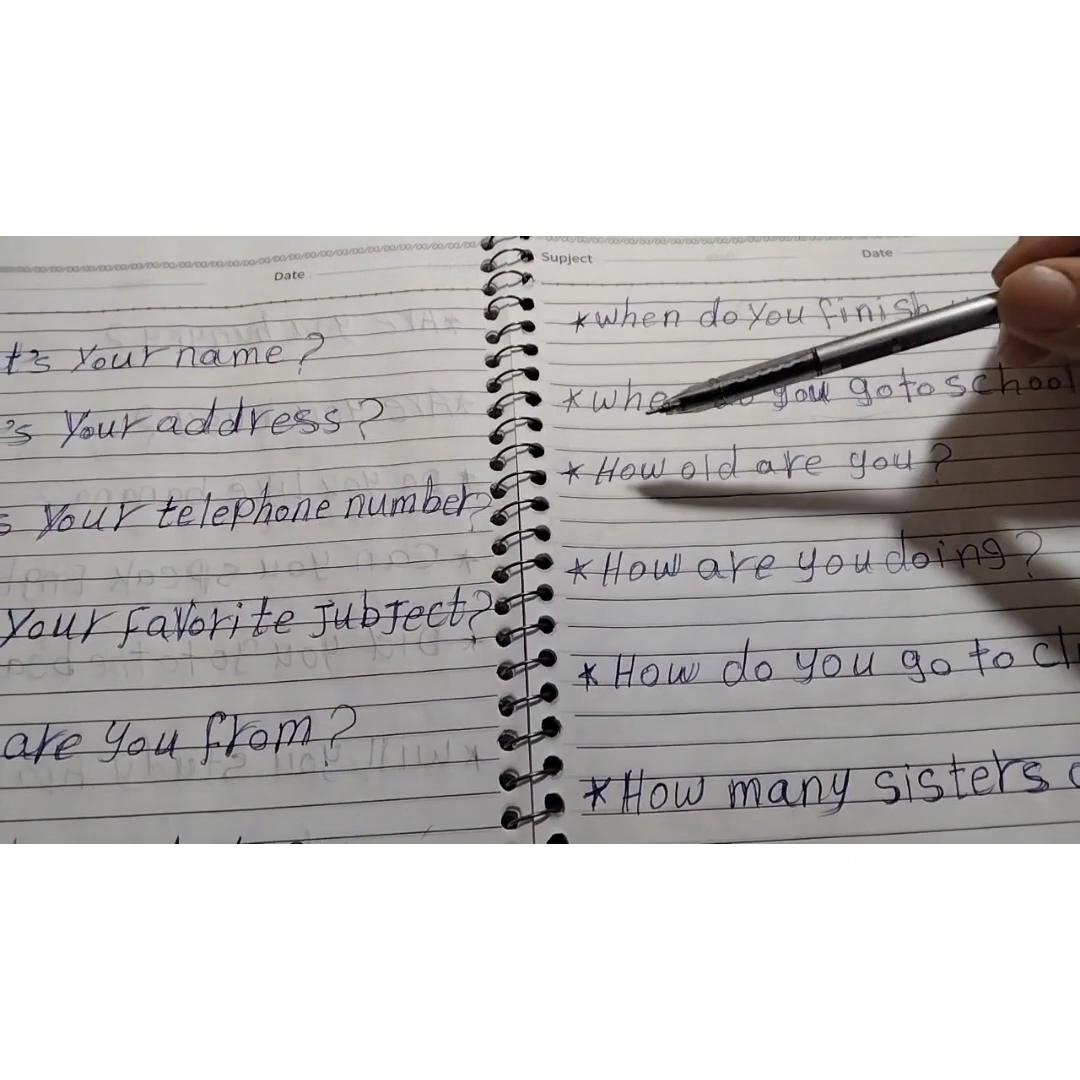 Date
t's Your name?
's Your address?
s Your telephone number?
Your favorite subject?
are you from?
Supject
Date
*when do you finish
* do you go to school
* How old are you?
*How are you doing?
*How do you go to
*How many sisters